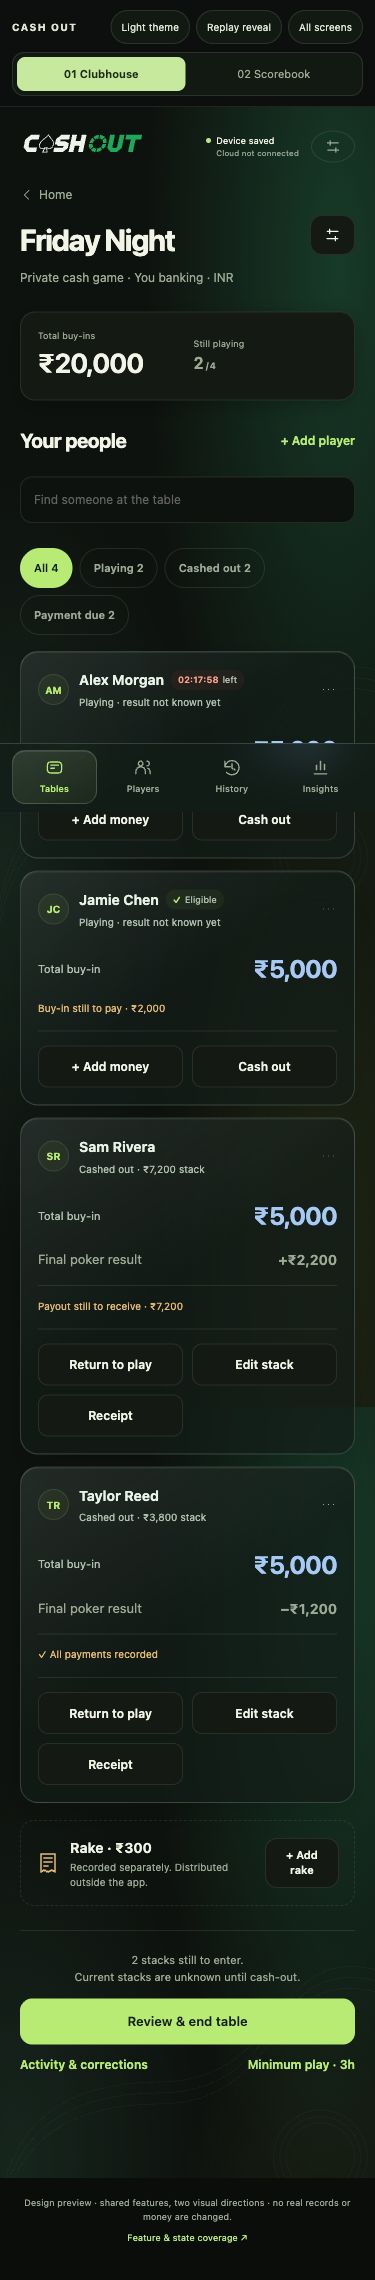 CASH OUT
Light theme
Replay reveal
All screens
01 Clubhouse
02 Scorebook
CASHOUT
Device saved
Cloud not connected
Home
Friday Night
Private cash game · You banking · INR
Total buy-ins
₹20,000
Still playing
2/4
Your people
+ Add player
Find someone at the table
All 4
Playing 2
Cashed out 2
Payment due 2
AM
Alex Morgan
02:17:58 left
Playing · result not known yet
Tables
Players
History
Insights
+ Add money
Cash out
JC
Jamie Chen
✓ Eligible
Playing · result not known yet
Total buy-in
₹5,000
Buy-in still to pay · ₹2,000
+ Add money
Cash out
SR
Sam Rivera
Cashed out · ₹7,200 stack
Total buy-in
₹5,000
Final poker result
+₹2,200
Payout still to receive · ₹7,200
Return to play
Edit stack
Receipt
TR
Taylor Reed
Cashed out · ₹3,800 stack
Total buy-in
₹5,000
Final poker result
−₹1,200
✓ All payments recorded
Return to play
Edit stack
Receipt
Rake · ₹300
Recorded separately. Distributed
outside the app.
+ Add
rake
2 stacks still to enter.
Current stacks are unknown until cash-out.
Review & end table
Activity & corrections
Minimum play · 3h
Design preview · shared features, two visual directions · no real records or
money are changed.
Feature & state coverage ↗